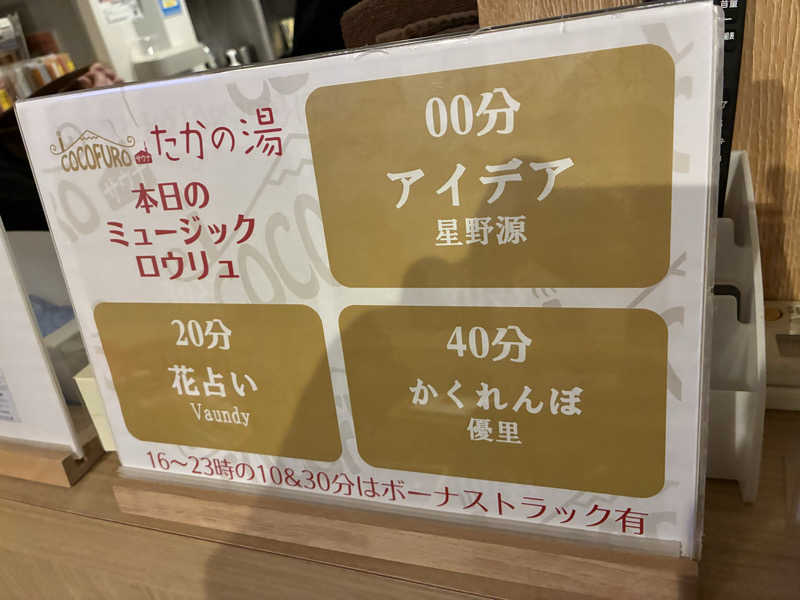 COCOFURO サウナ たかの湯
本日の
ミュージック
ロウリュ
00分
アイデア
星野源
20分
花占い
Vaundy
40分
かくれんぼ
優里
16〜23時の10&30分はボーナストラック有